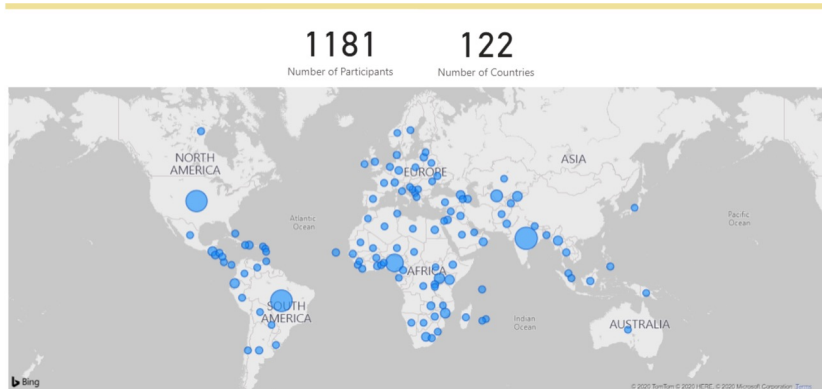 1181
122
Number of Participants
Number of Countries
NORTH
AMERICA
EUROPE
ASIA
Atlantic
Ocean
Pacific
Ocean
AFRICA
SOUTH
AMERICA
Indian
Ocean
AUSTRALIA
Bing
© 2020 TomTom © 2020 HERE, © 2020 Microsoft Corporation Terms